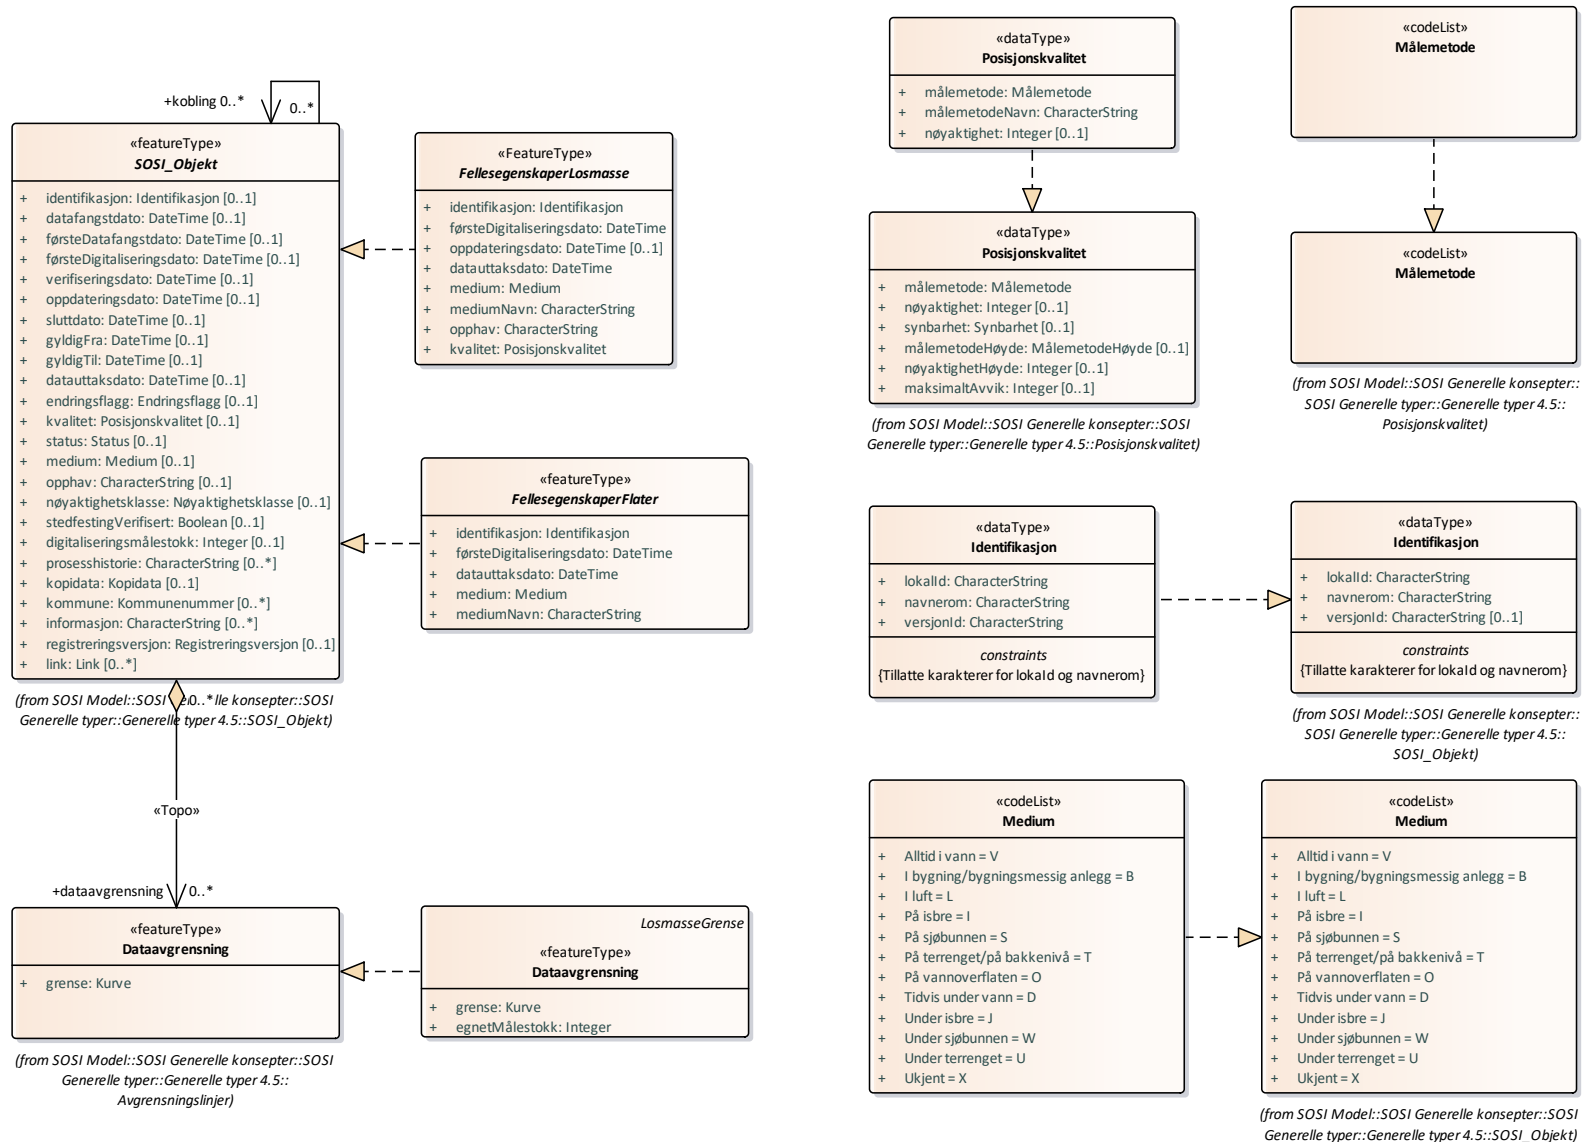 +kobling 0..*
0..*
«featureType»
SOSI_Objekt
+ identifikasjon: Identifikasjon [0..1]
+ datafangstdato: DateTime [0..1]
+ førsteDatafangstdato: DateTime [0..1]
+ førsteDigitaliseringsdato: DateTime [0..1]
+ verifiseringsdato: DateTime [0..1]
+ oppdateringsdato: DateTime [0..1]
+ sluttdato: DateTime [0..1]
+ gyldigFra: DateTime [0..1]
+ gyldigTil: DateTime [0..1]
+ datauttaksdato: DateTime [0..1]
+ endringsflagg: Endringsflagg [0..1]
+ kvalitet: Posisjonskvalitet [0..1]
+ status: Status [0..1]
+ medium: Medium [0..1]
+ opphav: CharacterString [0..1]
+ nøyaktighetsklasse: Nøyaktighetsklasse [0..1]
+ stedfestingVerifisert: Boolean [0..1]
+ digitaliseringsmålestokk: Integer [0..1]
+ prosesshistorie: CharacterString [0..*]
+ kopidata: Kopidata [0..1]
+ kommune: Kommunenummer [0..*]
+ informasjon: CharacterString [0..*]
+ registreringsversjon: Registreringsversjon [0..1]
+ link: Link [0..*]
(from SOSI Model::SOSI e 0..* lle konsepter::SOSI
Generelle typer::Generelle typer 4.5::SOSI_Objekt)
«Topo»
+dataavgrensning 0..*
«featureType»
Dataavgrensning
+ grense: Kurve
(from SOSI Model::SOSI Generelle konsepter::SOSI
Generelle typer::Generelle typer 4.5::
Avgrensningslinjer)
«FeatureType»
FellesegenskaperLosmasse
+ identifikasjon: Identifikasjon
+ førsteDigitaliseringsdato: DateTime
+ oppdateringsdato: DateTime [0..1]
+ datauttaksdato: DateTime
+ medium: Medium
+ mediumNavn: CharacterString
+ opphav: CharacterString
+ kvalitet: Posisjonskvalitet
«featureType»
FellesegenskaperFlater
+ identifikasjon: Identifikasjon
+ førsteDigitaliseringsdato: DateTime
+ datauttaksdato: DateTime
+ medium: Medium
+ mediumNavn: CharacterString
LosmasseGrense
«featureType»
Dataavgrensning
+ grense: Kurve
+ egnetMålestokk: Integer
«dataType»
Posisjonskvalitet
+ målemetode: Målemetode
+ målemetodeNavn: CharacterString
+ nøyaktighet: Integer [0..1]
«dataType»
Posisjonskvalitet
+ målemetode: Målemetode
+ nøyaktighet: Integer [0..1]
+ synbarhet: Synbarhet [0..1]
+ målemetodeHøyde: MålemetodeHøyde [0..1]
+ nøyaktighetHøyde: Integer [0..1]
+ maksimaltAvvik: Integer [0..1]
(from SOSI Model::SOSI Generelle konsepter::SOSI
Generelle typer::Generelle typer 4.5::Posisjonskvalitet)
«codeList»
Målemetode
«codeList»
Målemetode
(from SOSI Model::SOSI Generelle konsepter::
SOSI Generelle typer::Generelle typer 4.5::
Posisjonskvalitet)
«dataType»
Identifikasjon
+ lokalId: CharacterString
+ navnerom: CharacterString
+ versjonId: CharacterString
constraints
{Tillatte karakterer for lokaId og navnerom}
«dataType»
Identifikasjon
+ lokalId: CharacterString
+ navnerom: CharacterString
+ versjonId: CharacterString [0..1]
constraints
{Tillatte karakterer for lokaId og navnerom}
(from SOSI Model::SOSI Generelle konsepter::
SOSI Generelle typer::Generelle typer 4.5::
SOSI_Objekt)
«codeList»
Medium
+ Alltid i vann = V
+ I bygning/bygningsmessig anlegg = B
+ I luft = L
+ På isbre = I
+ På sjøbunnen = S
+ På terrenget/på bakkenivå = T
+ På vannoverflaten = O
+ Tidvis under vann = D
+ Under isbre = J
+ Under sjøbunnen = W
+ Under terrenget = U
+ Ukjent = X
«codeList»
Medium
+ Alltid i vann = V
+ I bygning/bygningsmessig anlegg = B
+ I luft = L
+ På isbre = I
+ På sjøbunnen = S
+ På terrenget/på bakkenivå = T
+ På vannoverflaten = O
+ Tidvis under vann = D
+ Under isbre = J
+ Under sjøbunnen = W
+ Under terrenget = U
+ Ukjent = X
(from SOSI Model::SOSI Generelle konsepter::SOSI
Generelle typer::Generelle typer 4.5::SOSI_Objekt)